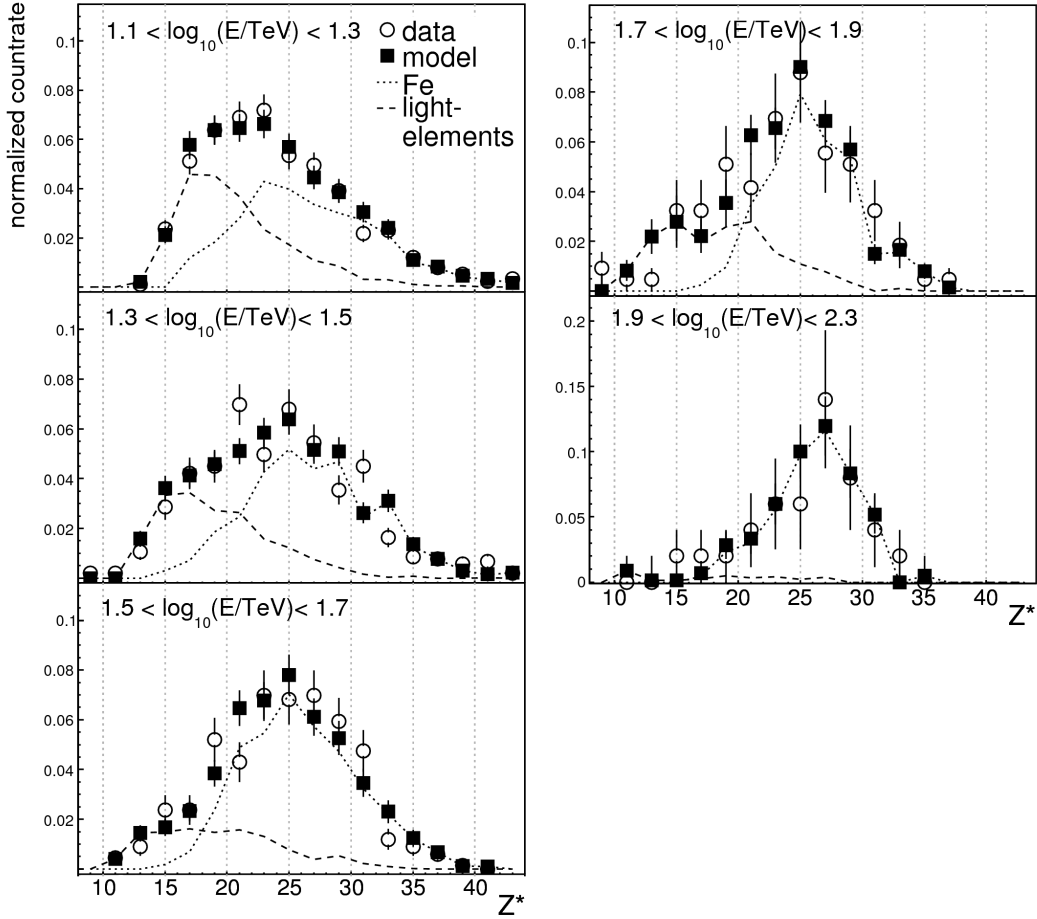 normalized countrate
1.1 < log10(E/TeV) < 1.3
data
model
Fe
light-
elements
0.1
0.08
0.06
0.04
0.02
1.3 < log10(E/TeV)< 1.5
0.1
0.08
0.06
0.04
0.02
1.5 < log10(E/TeV)< 1.7
0.1
0.08
0.06
0.04
0.02
10 15 20 25 30 35 40
Z*
1.7 < log10(E/TeV)< 1.9
0.1
0.08
0.06
0.04
0.02
1.9 < log10(E/TeV)< 2.3
0.2
0.15
0.1
0.05
0
10 15 20 25 30 35 40
Z*